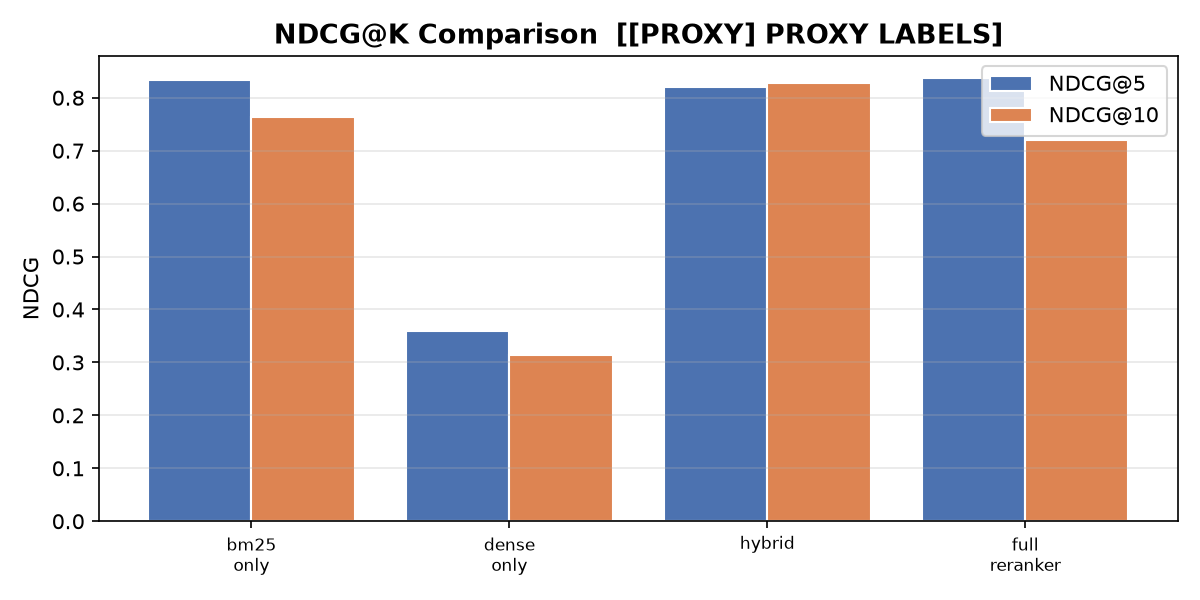 NDCG@K Comparison  [[PROXY] PROXY LABELS]
NDCG@5
NDCG@10
NDCG
0.8
0.7
0.6
0.5
0.4
0.3
0.2
0.1
0.0
bm25
only
dense
only
hybrid
full
reranker